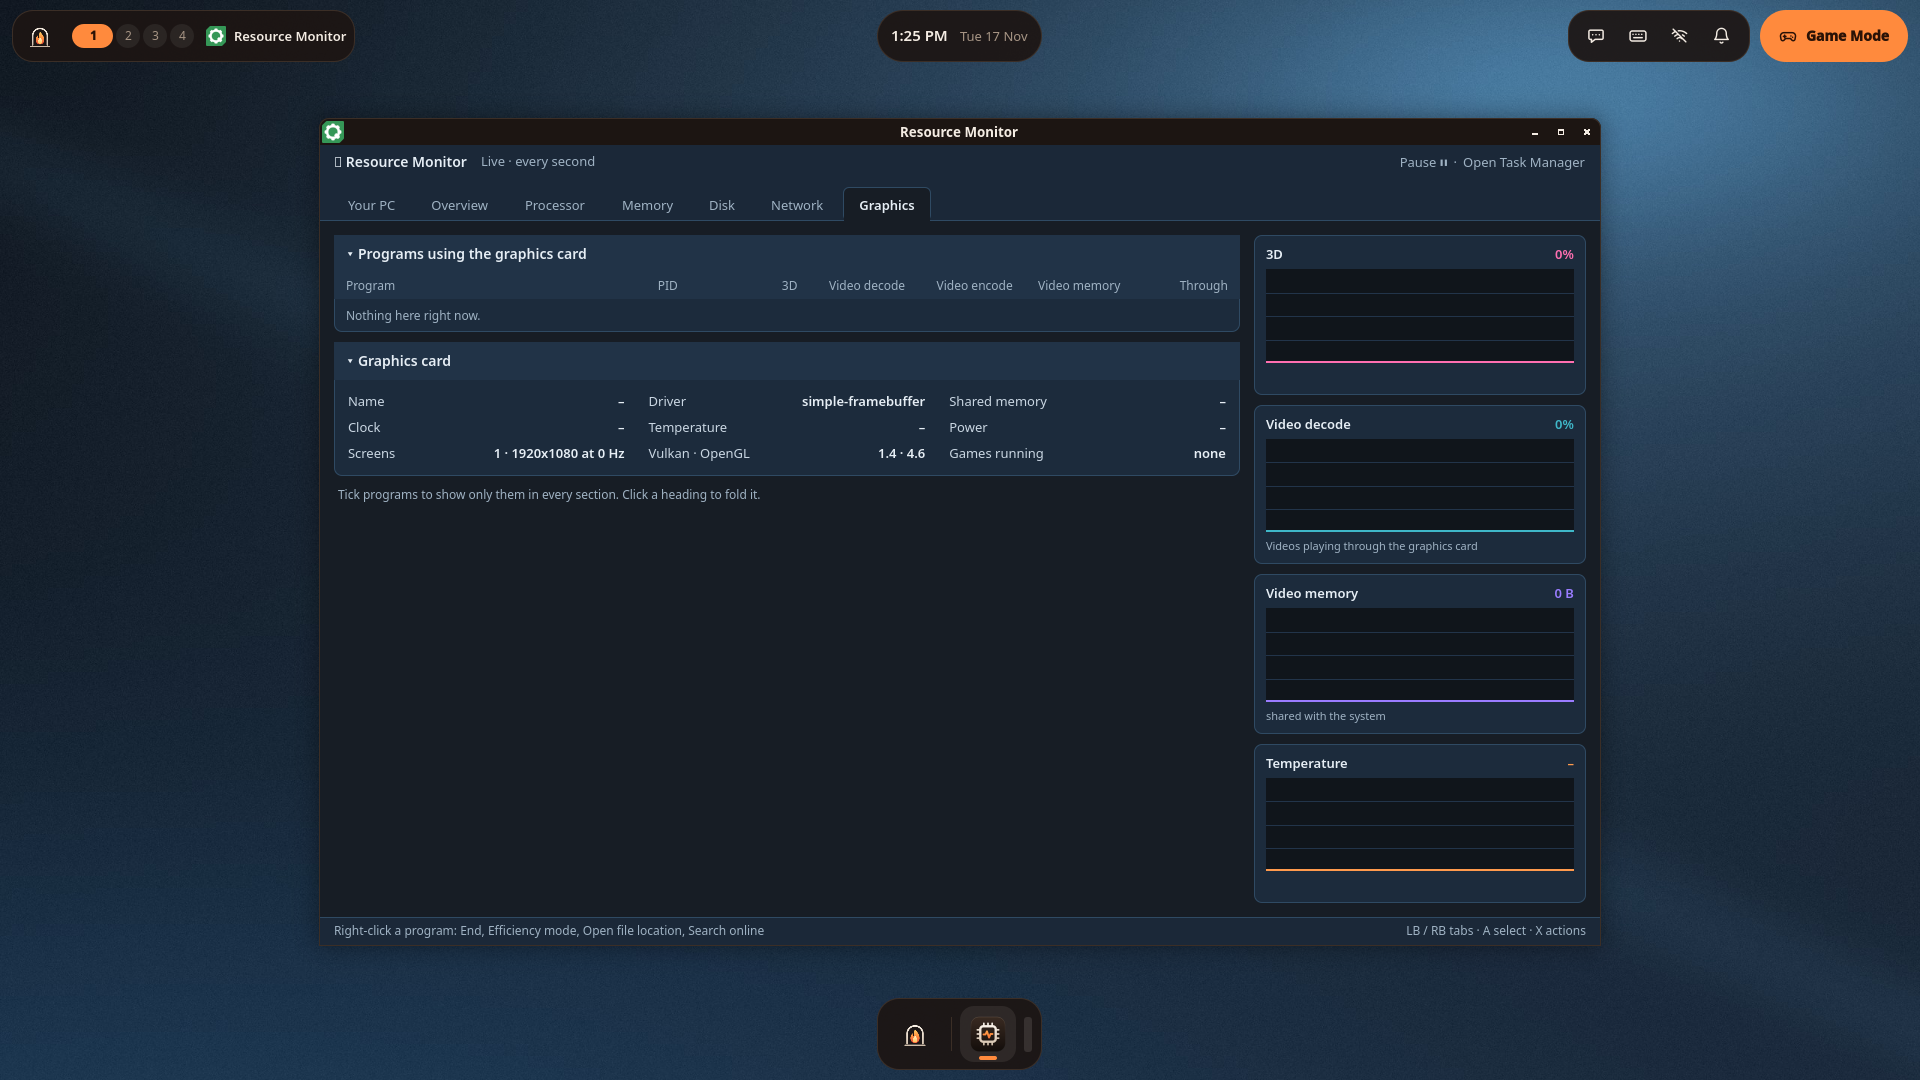 1 2 3 4 Resource Monitor
1:25 PM Tue 17 Nov
Game Mode
Resource Monitor
Resource Monitor Live · every second
Pause · Open Task Manager
Your PC Overview Processor Memory Disk Network Graphics
Programs using the graphics card
Program PID 3D Video decode Video encode Video memory Through
Nothing here right now.
Graphics card
Name – Driver simple-framebuffer Shared memory –
Clock – Temperature – Power –
Screens 1 · 1920x1080 at 0 Hz Vulkan · OpenGL 1.4 · 4.6 Games running none
Tick programs to show only them in every section. Click a heading to fold it.
3D 0%
Video decode 0%
Videos playing through the graphics card
Video memory 0 B
shared with the system
Temperature –
Right-click a program: End, Efficiency mode, Open file location, Search online
LB / RB tabs · A select · X actions